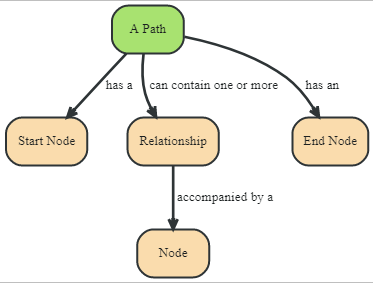 A Path
has a
can contain one or more
has an
Start Node
Relationship
End Node
accompanied by a
Node